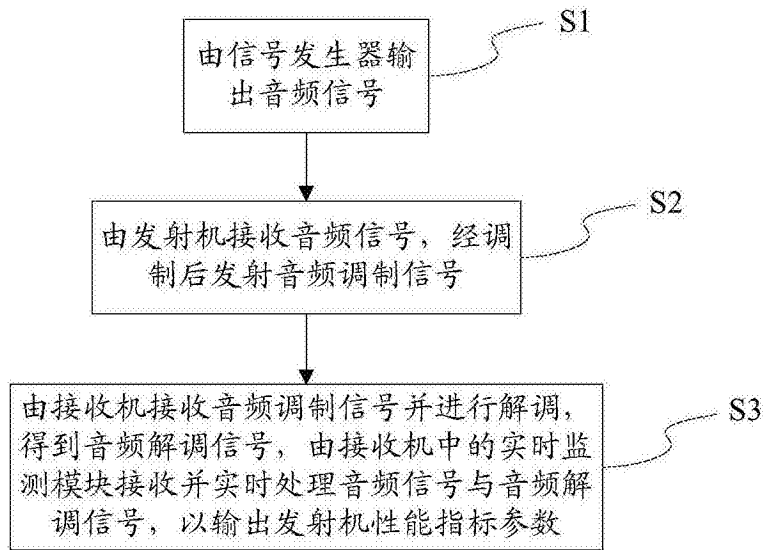 由信号发生器输
出音频信号
S1
由发射机接收音频信号，经调
制后发射音频调制信号
S2
由接收机接收音频调制信号并进行解调，
得到音频解调信号，由接收机中的实时监
测模块接收并实时处理音频信号与音频解
调信号，以输出发射机性能指标参数
S3